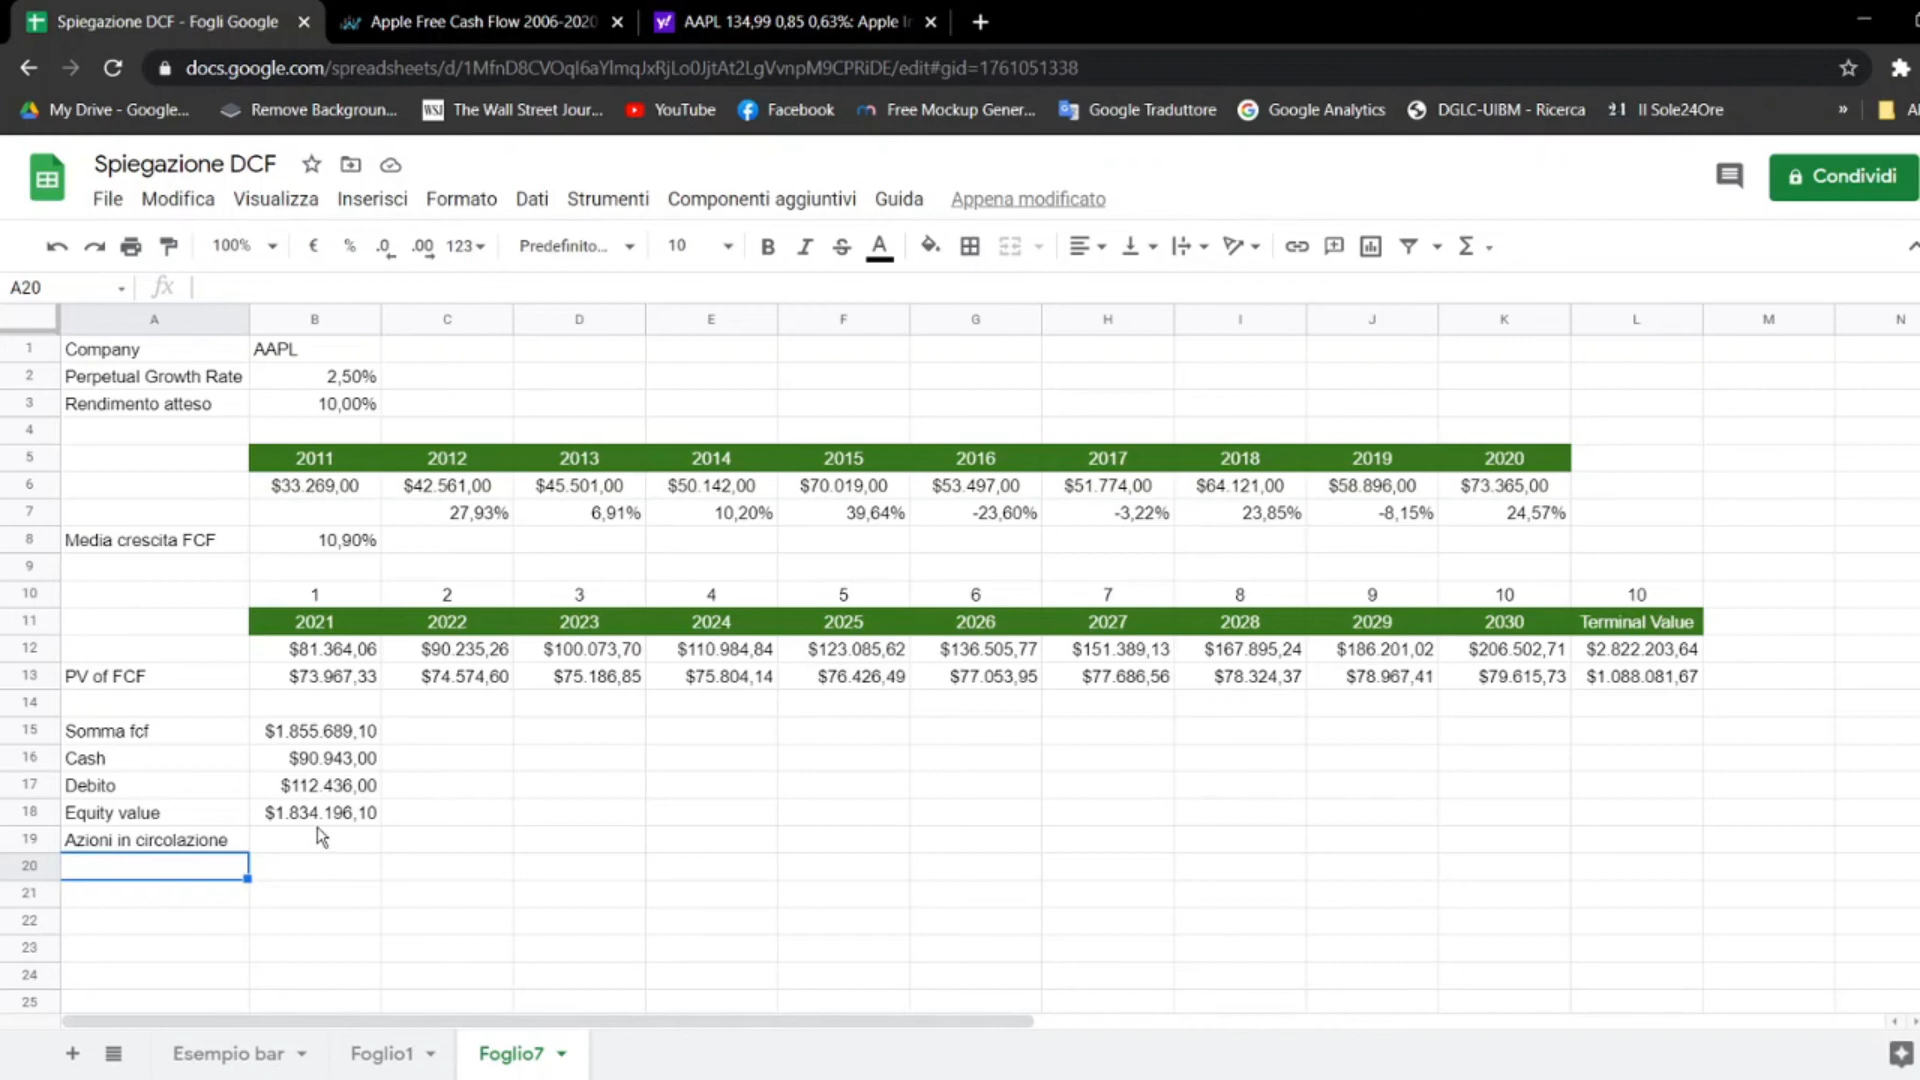 Spiegazione DCF - Fogli Google
Apple Free Cash Flow 2006-2020
AAPL 134,99 0,85 0,63%: Apple
docs.google.com/spreadsheets/d/1MfnD8CVOql6aYlmqJxRjLo0JjtAt2LgVvnpM9CPRiDE/edit#gid=1761051338
My Drive - Google...
Remove Backgroun...
WSJ The Wall Street Jour...
YouTube
Facebook
Free Mockup Gener...
Google Traduttore
Google Analytics
DGLC-UIBM - Ricerca
Il Sole24Ore
»
Spiegazione DCF
Condividi
File Modifica Visualizza Inserisci Formato Dati Strumenti Componenti aggiuntivi Guida Appena modificato
100% € % .0 .00 123 Predefinito... 10 B I S A Σ
A20 fx
A B C D E F G H I J K L M N
1 Company AAPL
2 Perpetual Growth Rate 2,50%
3 Rendimento atteso 10,00%
4
5 2011 2012 2013 2014 2015 2016 2017 2018 2019 2020
6 $33.269,00 $42.561,00 $45.501,00 $50.142,00 $70.019,00 $53.497,00 $51.774,00 $64.121,00 $58.896,00 $73.365,00
7 27,93% 6,91% 10,20% 39,64% -23,60% -3,22% 23,85% -8,15% 24,57%
8 Media crescita FCF 10,90%
9
10 1 2 3 4 5 6 7 8 9 10 10
11 2021 2022 2023 2024 2025 2026 2027 2028 2029 2030 Terminal Value
12 $81.364,06 $90.235,26 $100.073,70 $110.984,84 $123.085,62 $136.505,77 $151.389,13 $167.895,24 $186.201,02 $206.502,71 $2.822.203,64
13 PV of FCF $73.967,33 $74.574,60 $75.186,85 $75.804,14 $76.426,49 $77.053,95 $77.686,56 $78.324,37 $78.967,41 $79.615,73 $1.088.081,67
14
15 Somma fcf $1.855.689,10
16 Cash $90.943,00
17 Debito $112.436,00
18 Equity value $1.834.196,10
19 Azioni in circolazione
20
21
22
23
24
25
Esempio bar Foglio1 Foglio7